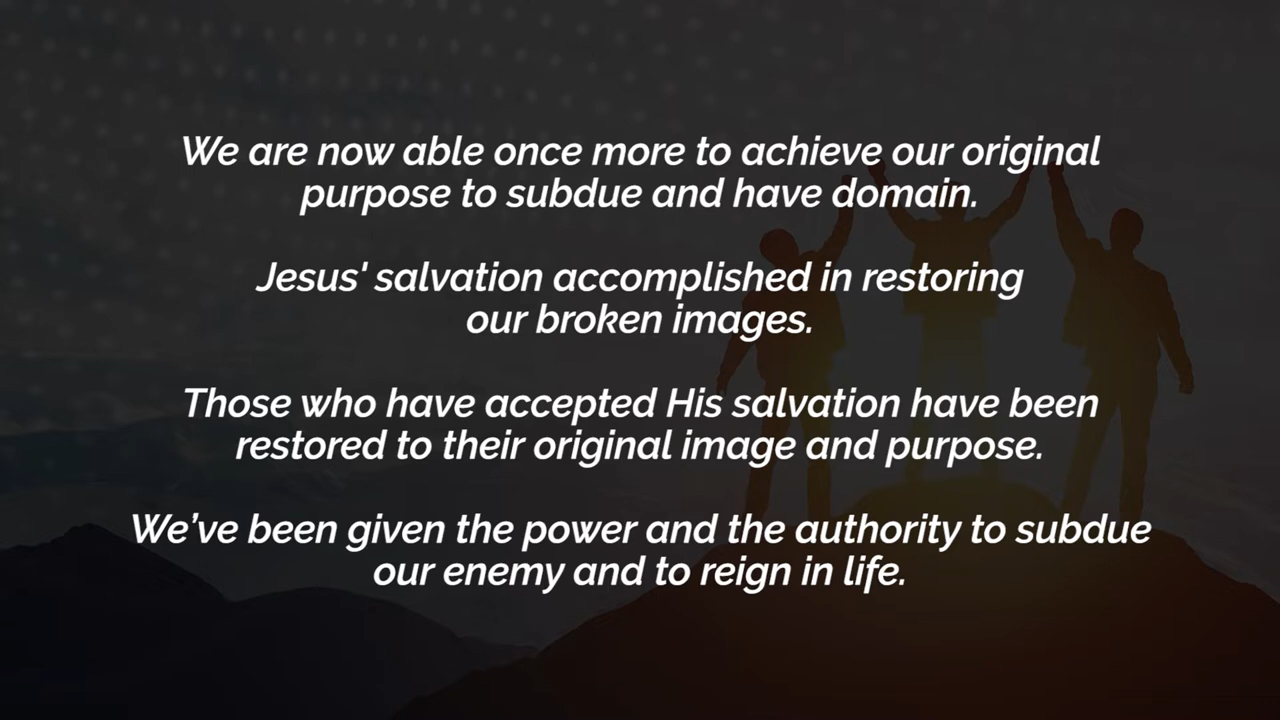 We are now able once more to achieve our original
purpose to subdue and have domain.
Jesus' salvation accomplished in restoring
our broken images.
Those who have accepted His salvation have been
restored to their original image and purpose.
We’ve been given the power and the authority to subdue
our enemy and to reign in life.